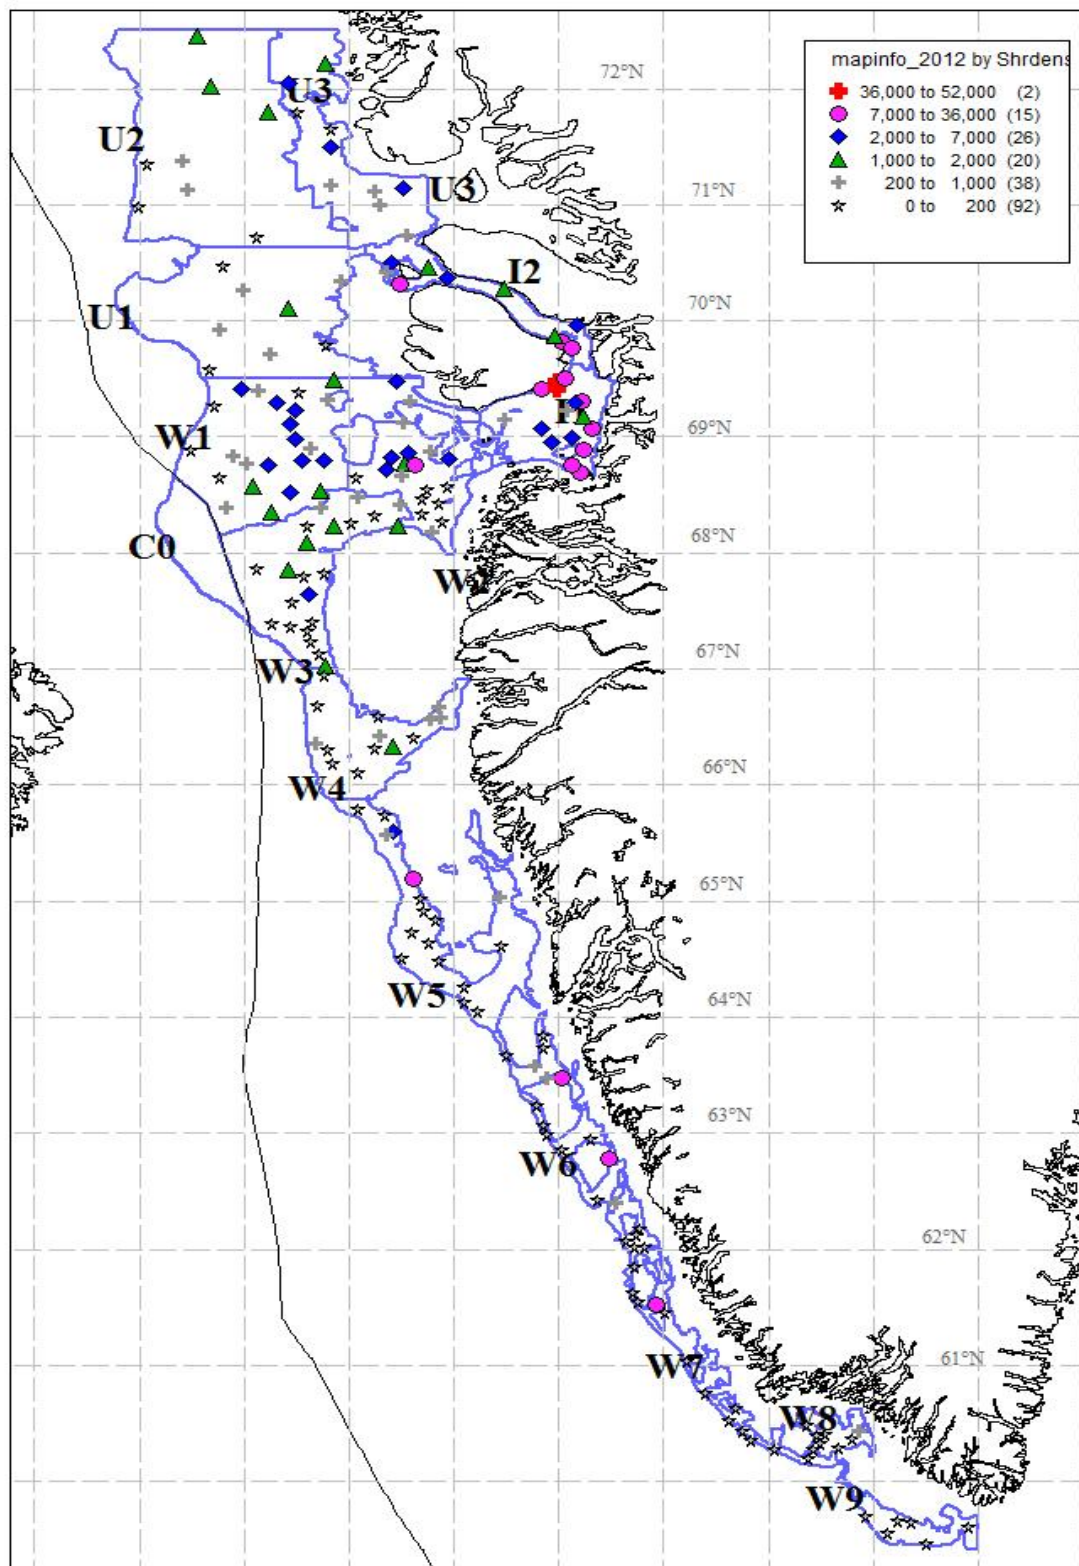 mapinfo_2012 by Shrdens
36,000 to 52,000 (2)
7,000 to 36,000 (15)
2,000 to 7,000 (26)
1,000 to 2,000 (20)
200 to 1,000 (38)
0 to 200 (92)
72°N
U3
U2
71°N
U3
I2
70°N
U1
I1
69°N
W1
68°N
C0
W2
67°N
W3
66°N
W4
65°N
W5
64°N
63°N
W6
62°N
61°N
W7
W8
W9